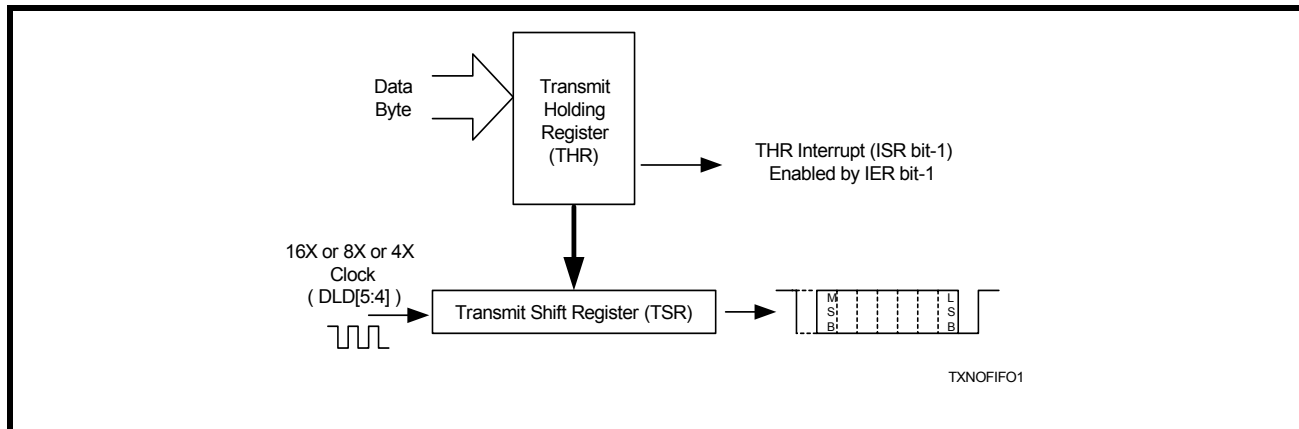 Data
Byte
Transmit
Holding
Register
(THR)
THR Interrupt (ISR bit-1)
Enabled by IER bit-1
16X or 8X or 4X
Clock
( DLD[5:4] )
Transmit Shift Register (TSR)
M
S
B
L
S
B
TXNOFIFO1